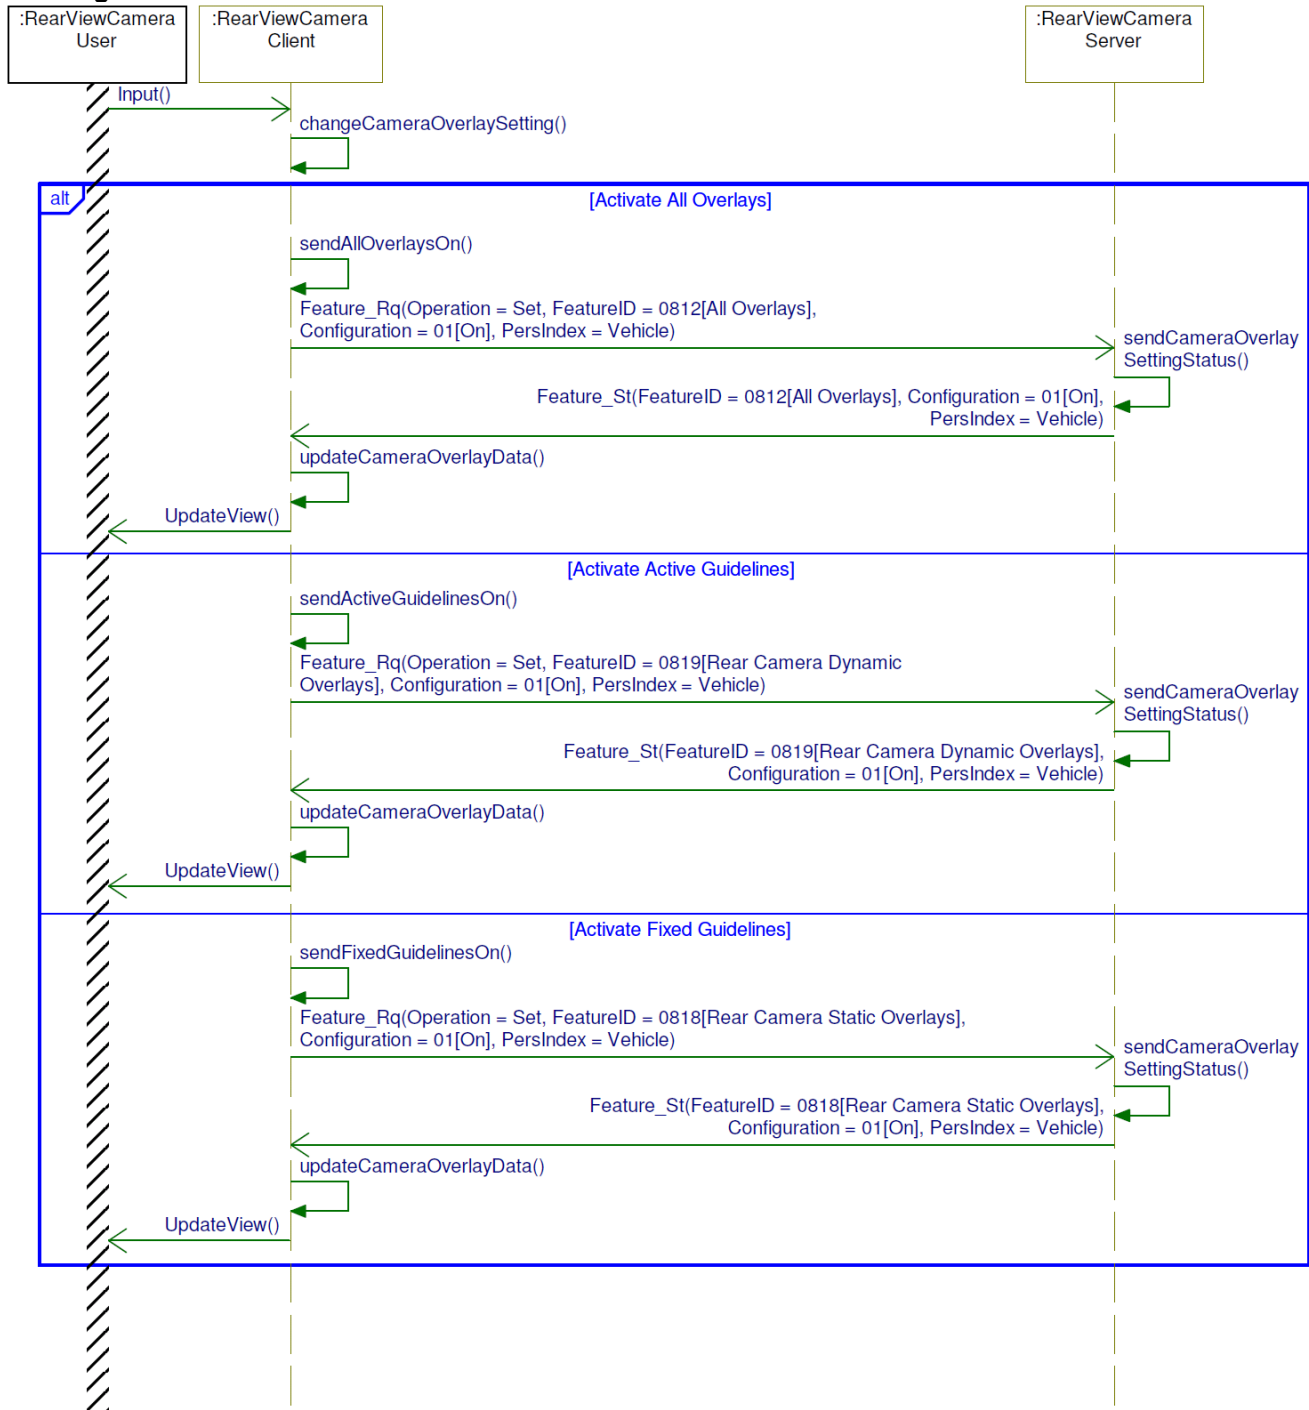 :RearViewCamera
User
:RearViewCamera
Client
:RearViewCamera
Server
Input()
changeCameraOverlaySetting()
alt
[Activate All Overlays]
sendAllOverlaysOn()
Feature_Rq(Operation = Set, FeatureID = 0812[All Overlays],
Configuration = 01[On], PersIndex = Vehicle)
sendCameraOverlay
SettingStatus()
Feature_St(FeatureID = 0812[All Overlays], Configuration = 01[On],
PersIndex = Vehicle)
updateCameraOverlayData()
UpdateView()
[Activate Active Guidelines]
sendActiveGuidelinesOn()
Feature_Rq(Operation = Set, FeatureID = 0819[Rear Camera Dynamic
Overlays], Configuration = 01[On], PersIndex = Vehicle)
sendCameraOverlay
SettingStatus()
Feature_St(FeatureID = 0819[Rear Camera Dynamic Overlays],
Configuration = 01[On], PersIndex = Vehicle)
updateCameraOverlayData()
UpdateView()
[Activate Fixed Guidelines]
sendFixedGuidelinesOn()
Feature_Rq(Operation = Set, FeatureID = 0818[Rear Camera Static Overlays],
Configuration = 01[On], PersIndex = Vehicle)
sendCameraOverlay
SettingStatus()
Feature_St(FeatureID = 0818[Rear Camera Static Overlays],
Configuration = 01[On], PersIndex = Vehicle)
updateCameraOverlayData()
UpdateView()